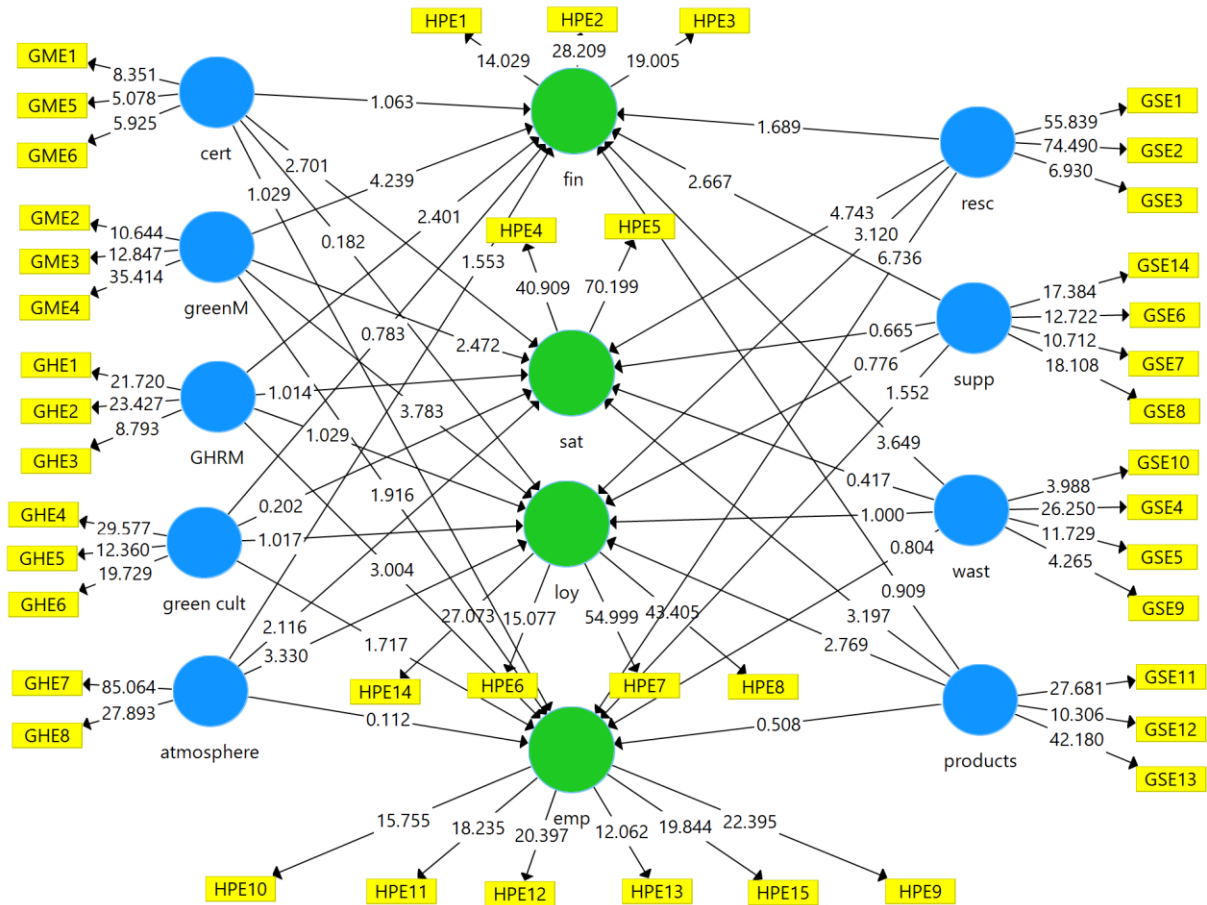 HPE1
HPE2
HPE3
GME1
GME5
GME6
8.351
5.078
5.925
cert
14.029
28.209
19.005
fin
1.063
1.689
GSE1
GSE2
GSE3
55.839
74.490
6.930
resc
2.701
1.029
4.239
2.667
GME2
GME3
GME4
10.644
12.847
35.414
greenM
0.182
2.401
1.553
HPE4
HPE5
40.909
70.199
4.743
3.120
6.736
GSE14
GSE6
GSE7
GSE8
17.384
12.722
10.712
18.108
supp
0.783
2.472
sat
0.665
0.776
1.552
GHE1
GHE2
GHE3
21.720
23.427
8.793
GHRM
1.014
3.783
1.029
3.649
0.417
GHE4
GHE5
GHE6
29.577
12.360
19.729
green cult
0.202
1.916
1.017
loy
1.000
0.804
GSE10
GSE4
GSE5
GSE9
3.988
26.250
11.729
4.265
wast
3.004
27.073
15.077
54.999
43.405
0.909
3.197
2.769
2.116
3.330
1.717
GHE7
GHE8
85.064
27.893
atmosphere
HPE14
HPE6
HPE7
HPE8
0.112
0.508
GSE11
GSE12
GSE13
27.681
10.306
42.180
products
emp
15.755
18.235
20.397
12.062
19.844
22.395
HPE10
HPE11
HPE12
HPE13
HPE15
HPE9